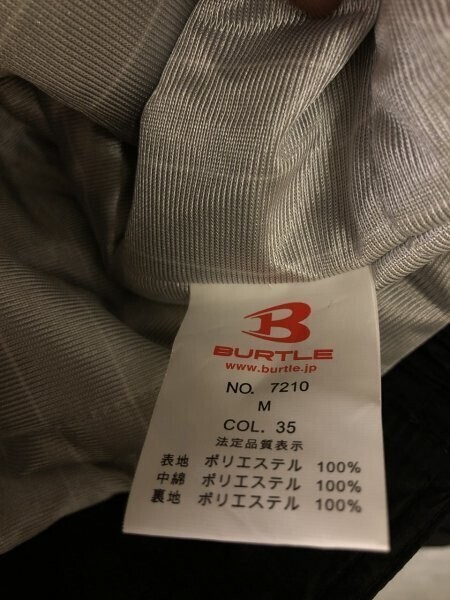 B
BURTLE
www.burtle.jp
NO. 7210
M
COL. 35
法定品質表示
表地 ポリエステル 100%
中綿 ポリエステル 100%
裏地 ポリエステル 100%